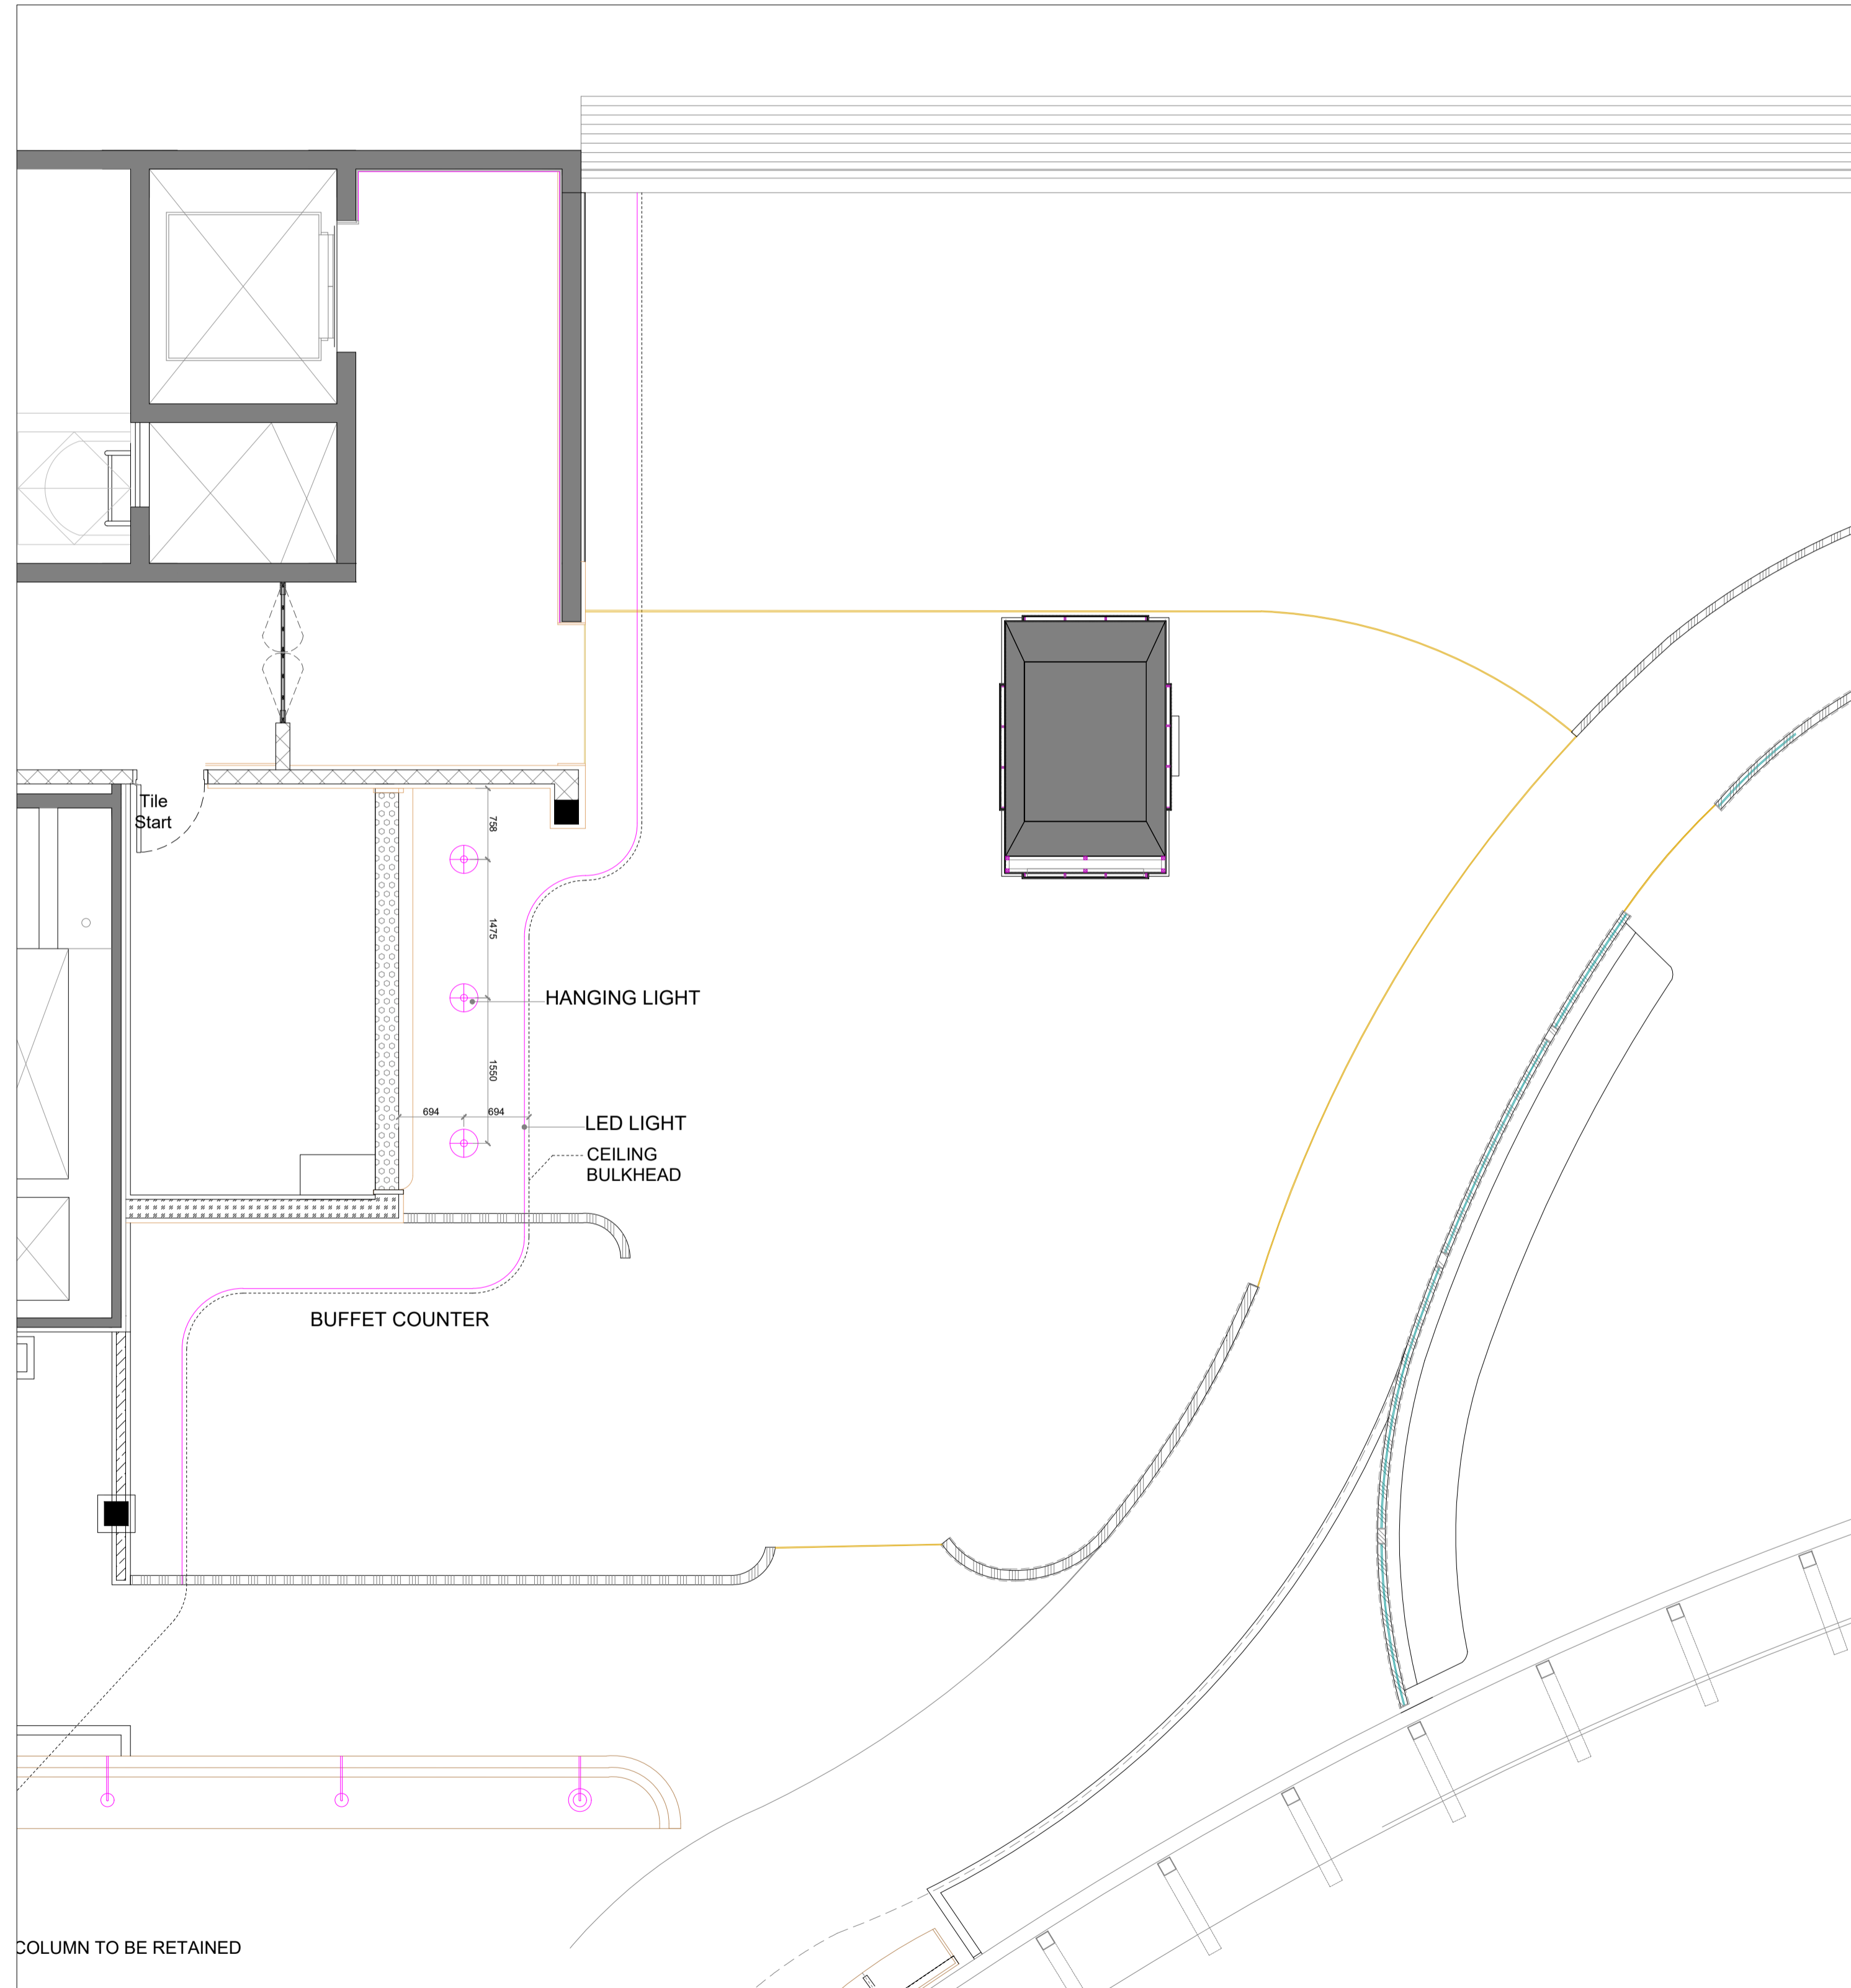 Tile
Start
758
1475
HANGING LIGHT
1550
694
694
LED LIGHT
CEILING
BULKHEAD
BUFFET COUNTER
COLUMN TO BE RETAINED